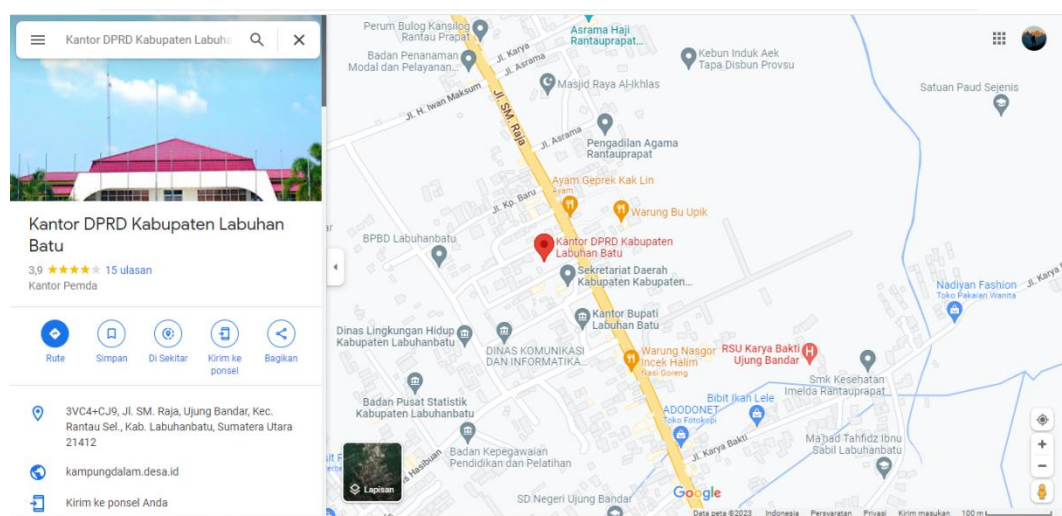 Kantor DPRD Kabupaten Labuha
Kantor DPRD Kabupaten Labuhan
Batu
3,9
15 ulasan
Kantor Pemda
Rute
Simpan
Di Sekitar
Kirim ke
ponsel
Bagikan
3VC4+CJ9, Jl. SM. Raja, Ujung Bandar, Kec.
Rantau Sel., Kab. Labuhanbatu, Sumatera Utara
21412
kampungdalam.desa.id
Kirim ke ponsel Anda
Perum Bulog Kansilog
Rantau Prapat
Asrama Haji
Rantauprapat...
Badan Penanaman
Modal dan Pelayanan...
Jl. Karya
Jl. Asrama
Kebun Induk Aek
Tapa Disbun Provsu
Masjid Raya Al-Ikhlas
Satuan Paud Sejenis
Jl. H. Iwan Maksum
Jl. SM. Raja
Jl. Asrama
Pengadilan Agama
Rantauprapat
Ayam Geprek Kak Lin
Ayam
Jl. Kp. Baru
Warung Bu Upik
BPBD Labuhanbatu
Kantor DPRD Kabupaten
Labuhan Batu
Sekretariat Daerah
Kabupaten Kabupaten...
Jl. Karya
Nadiyan Fashion
Toko Pakaian Wanita
Kantor Bupati
Labuhan Batu
Dinas Lingkungan Hidup
Kabupaten Labuhanbatu
DINAS KOMUNIKASI
DAN INFORMATIKA...
Warung Nasgor
Incek Halim
Nasi Goreng
RSU Karya Bakti
Ujung Bandar
Smk Kesehatan
Imelda Rantauprapat
Badan Pusat Statistik
Kabupaten Labuhanbatu
Bibit Ikan Lele
ADODONET
Toko Fotokopi
Jl. Karya Bakti
Ma'had Tahfidz Ibnu
Sabil Labuhanbatu
Badan Kepegawaian
Pendidikan dan Pelatihan
Hasibuan
Lapisan
SD Negeri Ujung Bandar
Google
Data peta ©2023
Indonesia
Persyaratan
Privasi
Kirim masukan
100 m